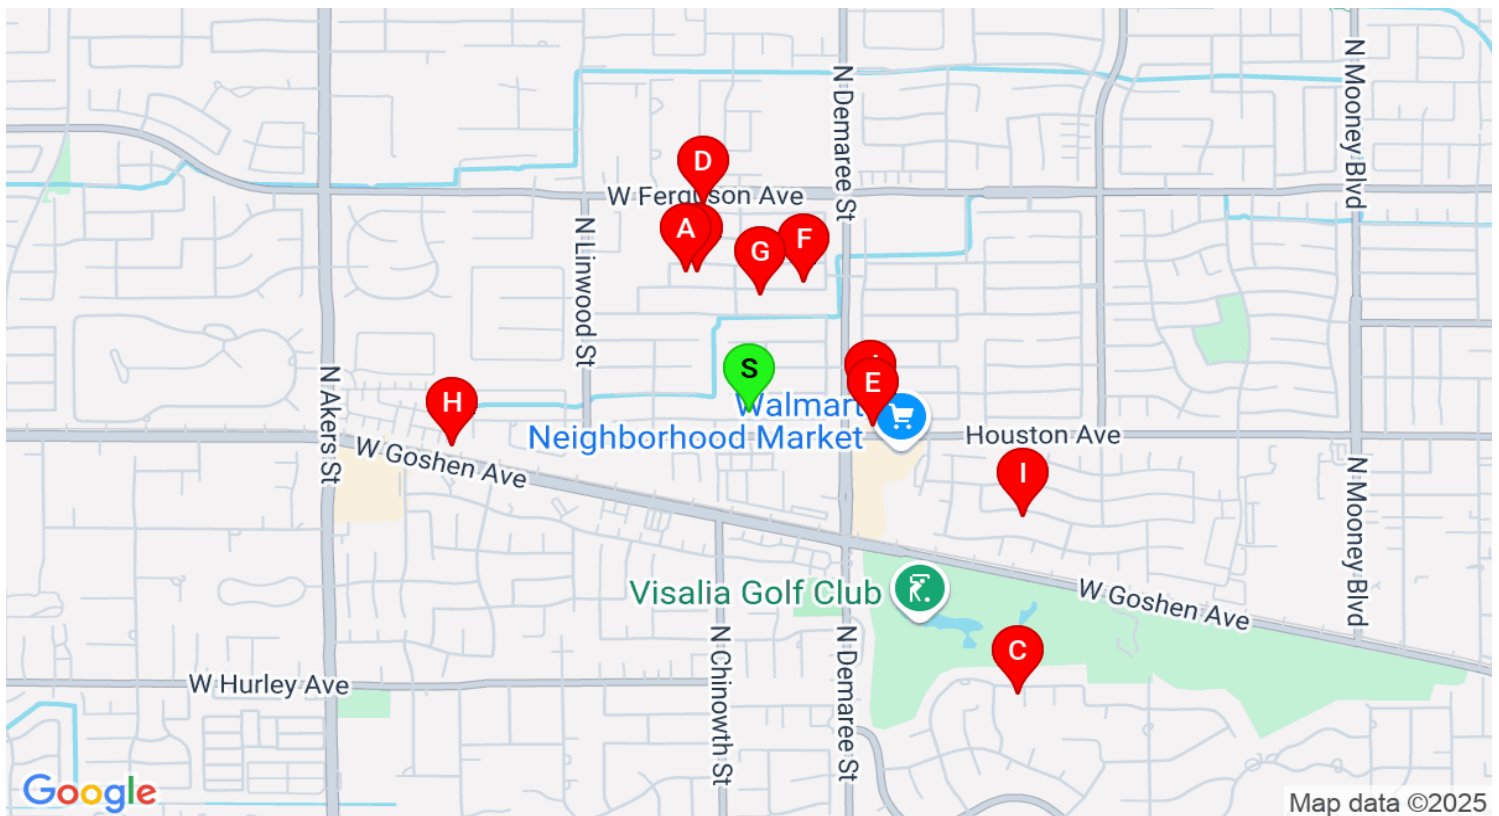 N Demaree St
N Mooney Blvd
D
W Ferguson Ave
A
F
G
N Linwood St
S
E
H
N Akers St
Walmart
Neighborhood Market
Houston Ave
W Goshen Ave
I
N Mooney Blvd
Visalia Golf Club
W Goshen Ave
C
N Chinowth St
N Demaree St
W Hurley Ave
Google
Map data ©2025